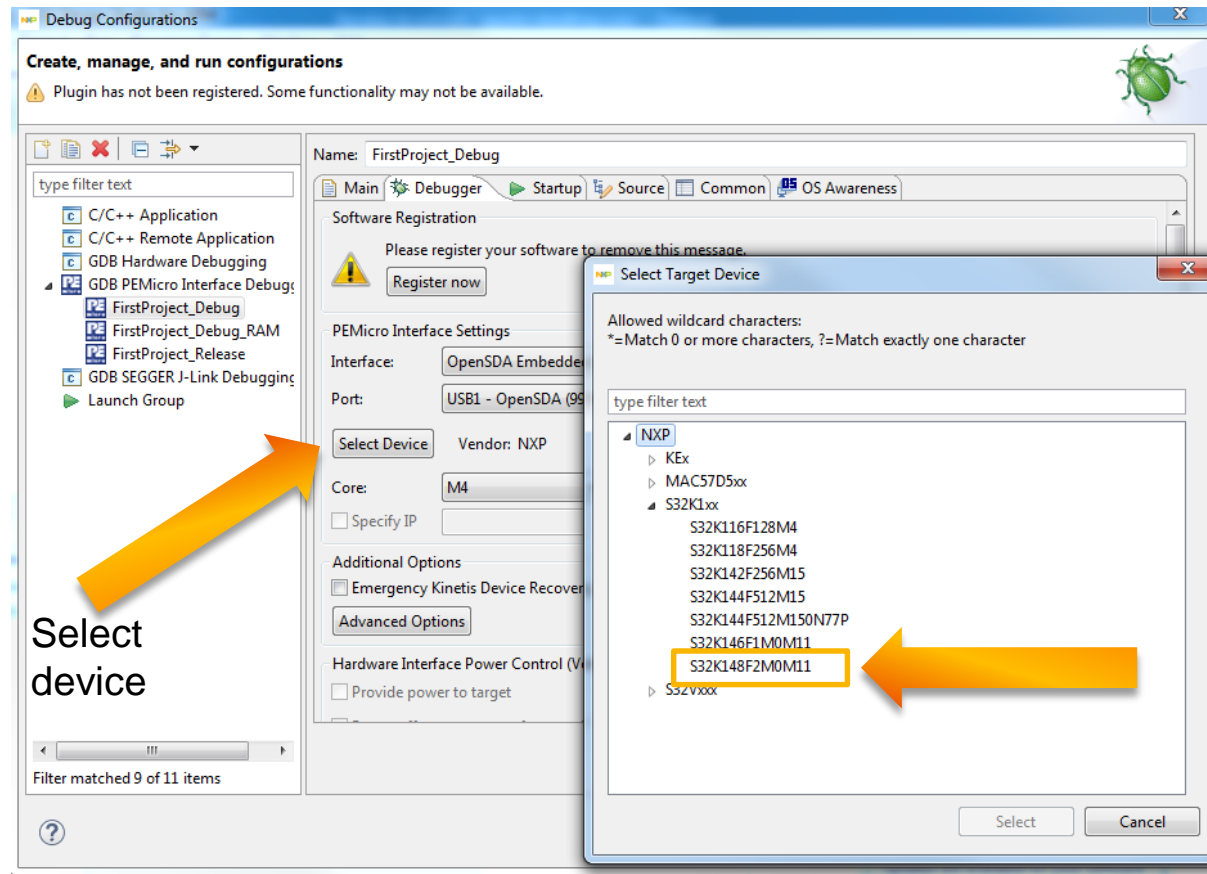 NXP Debug Configurations
Create, manage, and run configurations
Plugin has not been registered. Some functionality may not be available.
type filter text
C/C++ Application
C/C++ Remote Application
GDB Hardware Debugging
GDB PEMicro Interface Debugg
FirstProject_Debug
FirstProject_Debug_RAM
FirstProject_Release
GDB SEGGER J-Link Debugging
Launch Group
Filter matched 9 of 11 items
Name: FirstProject_Debug
Main Debugger Startup Source Common OS Awareness
Software Registration
Please register your software to remove this message.
Register now
PEMicro Interface Settings
Interface: OpenSDA Embedded
Port: USB1 - OpenSDA (99
Select Device Vendor: NXP
Core: M4
Specify IP
Additional Options
Emergency Kinetis Device Recover
Advanced Options
Hardware Interface Power Control (V
Provide power to target
Select
device
NXP Select Target Device
Allowed wildcard characters:
*=Match 0 or more characters, ?=Match exactly one character
type filter text
NXP
KEx
MAC57D5xx
S32K1xx
S32K116F128M4
S32K118F256M4
S32K142F256M15
S32K144F512M15
S32K144F512M150N77P
S32K146F1M0M11
S32K148F2M0M11
S32Vxxx
Select Cancel